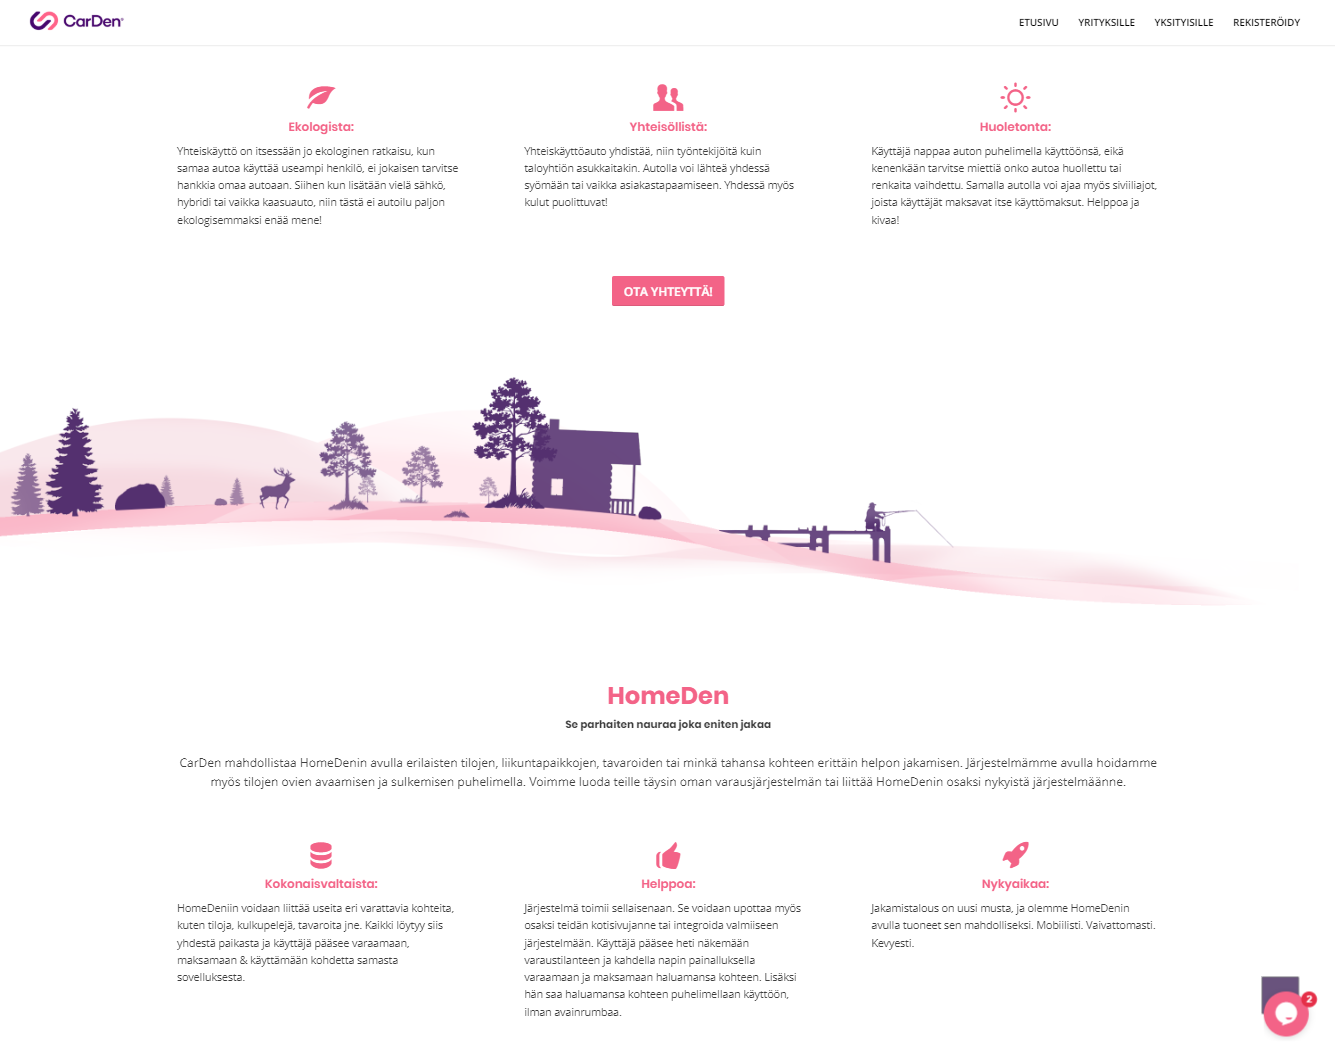 CarDen
ETUSIVU YRITYKSILLE YKSITYISILLE REKISTERÖIDY
Ekologista:
Yhteiskäyttö on itsessään jo ekologinen ratkaisu, kun
samaa autoa käyttää useampi henkilö, ei jokaisen tarvitse
hankkia omaa autoaan. Siihen kun lisätään vielä sähkö,
hybridi tai vaikka kaasuauto, niin tästä ei autoilu paljon
ekologisemmaksi enää mene!
Yhteisöllistä:
Yhteiskäyttöauto yhdistää, niin työntekijöitä kuin
taloyhtiön asukkaitakin. Autolla voi lähteä yhdessä
syömään tai vaikka asiakastapaamiseen. Yhdessä myös
kulut puolittuvat!
Huoletonta:
Käyttäjä nappaa auton puhelimella käyttöönsä, eikä
kenenkään tarvitse miettiä onko autoa huollettu tai
renkaita vaihdettu. Samalla autolla voi ajaa myös siviiliajot,
joista käyttäjät maksavat itse käyttömaksut. Helppoa ja
kivaa!
OTA YHTEYTTÄ!
HomeDen
Se parhaiten nauraa joka eniten jakaa
CarDen mahdollistaa HomeDenin avulla erilaisten tilojen, liikuntapaikkojen, tavaroiden tai minkä tahansa kohteen erittäin helpon jakamisen. Järjestelmämme avulla hoidamme
myös tilojen ovien avaamisen ja sulkemisen puhelimella. Voimme luoda teille täysin oman varausjärjestelmän tai liittää HomeDenin osaksi nykyistä järjestelmäänne.
Kokonaisvaltaista:
HomeDeniin voidaan liittää useita eri varattavia kohteita,
kuten tiloja, kulkupelejä, tavaroita jne. Kaikki löytyy siis
yhdestä paikasta ja käyttäjä pääsee varaamaan,
maksamaan & käyttämään kohdetta samasta
sovelluksesta.
Helppoa:
Järjestelmä toimii sellaisenaan. Se voidaan upottaa myös
osaksi teidän kotisivujanne tai integroida valmiiseen
järjestelmään. Käyttäjä pääsee heti näkemään
varaustilanteen ja kahdella napin painalluksella
varaamaan ja maksamaan haluamansa kohteen. Lisäksi
hän saa haluamansa kohteen puhelimellaan käyttöön,
ilman avainrumbaa.
Nykyaikaa:
Jakamistalous on uusi musta, ja olemme HomeDenin
avulla tuoneet sen mahdolliseksi. Mobiilisti. Vaivattomasti.
Kevyesti.
2